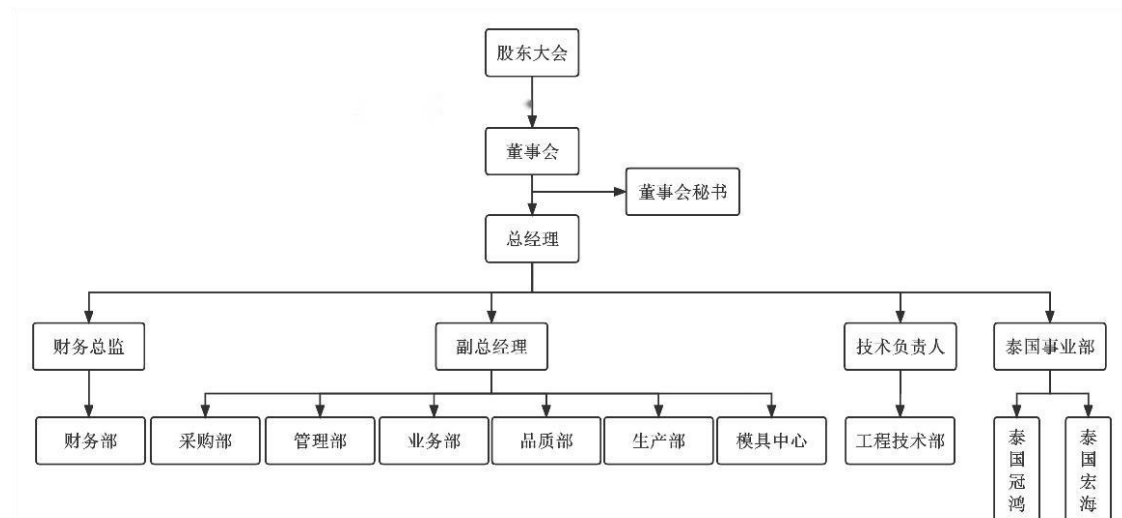 股东大会
董事会
董事会秘书
总经理
财务总监
副总经理
技术负责人
泰国事业部
财务部
采购部
管理部
业务部
品质部
生产部
模具中心
工程技术部
泰国冠鸿
泰国宏海